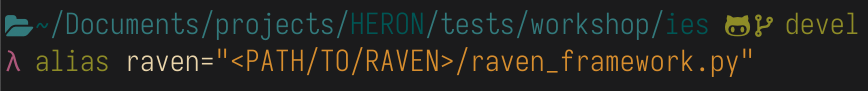 ~/Documents/projects/HERON/tests/workshop/ies devel
λ alias raven="<PATH/TO/RAVEN>/raven_framework.py"